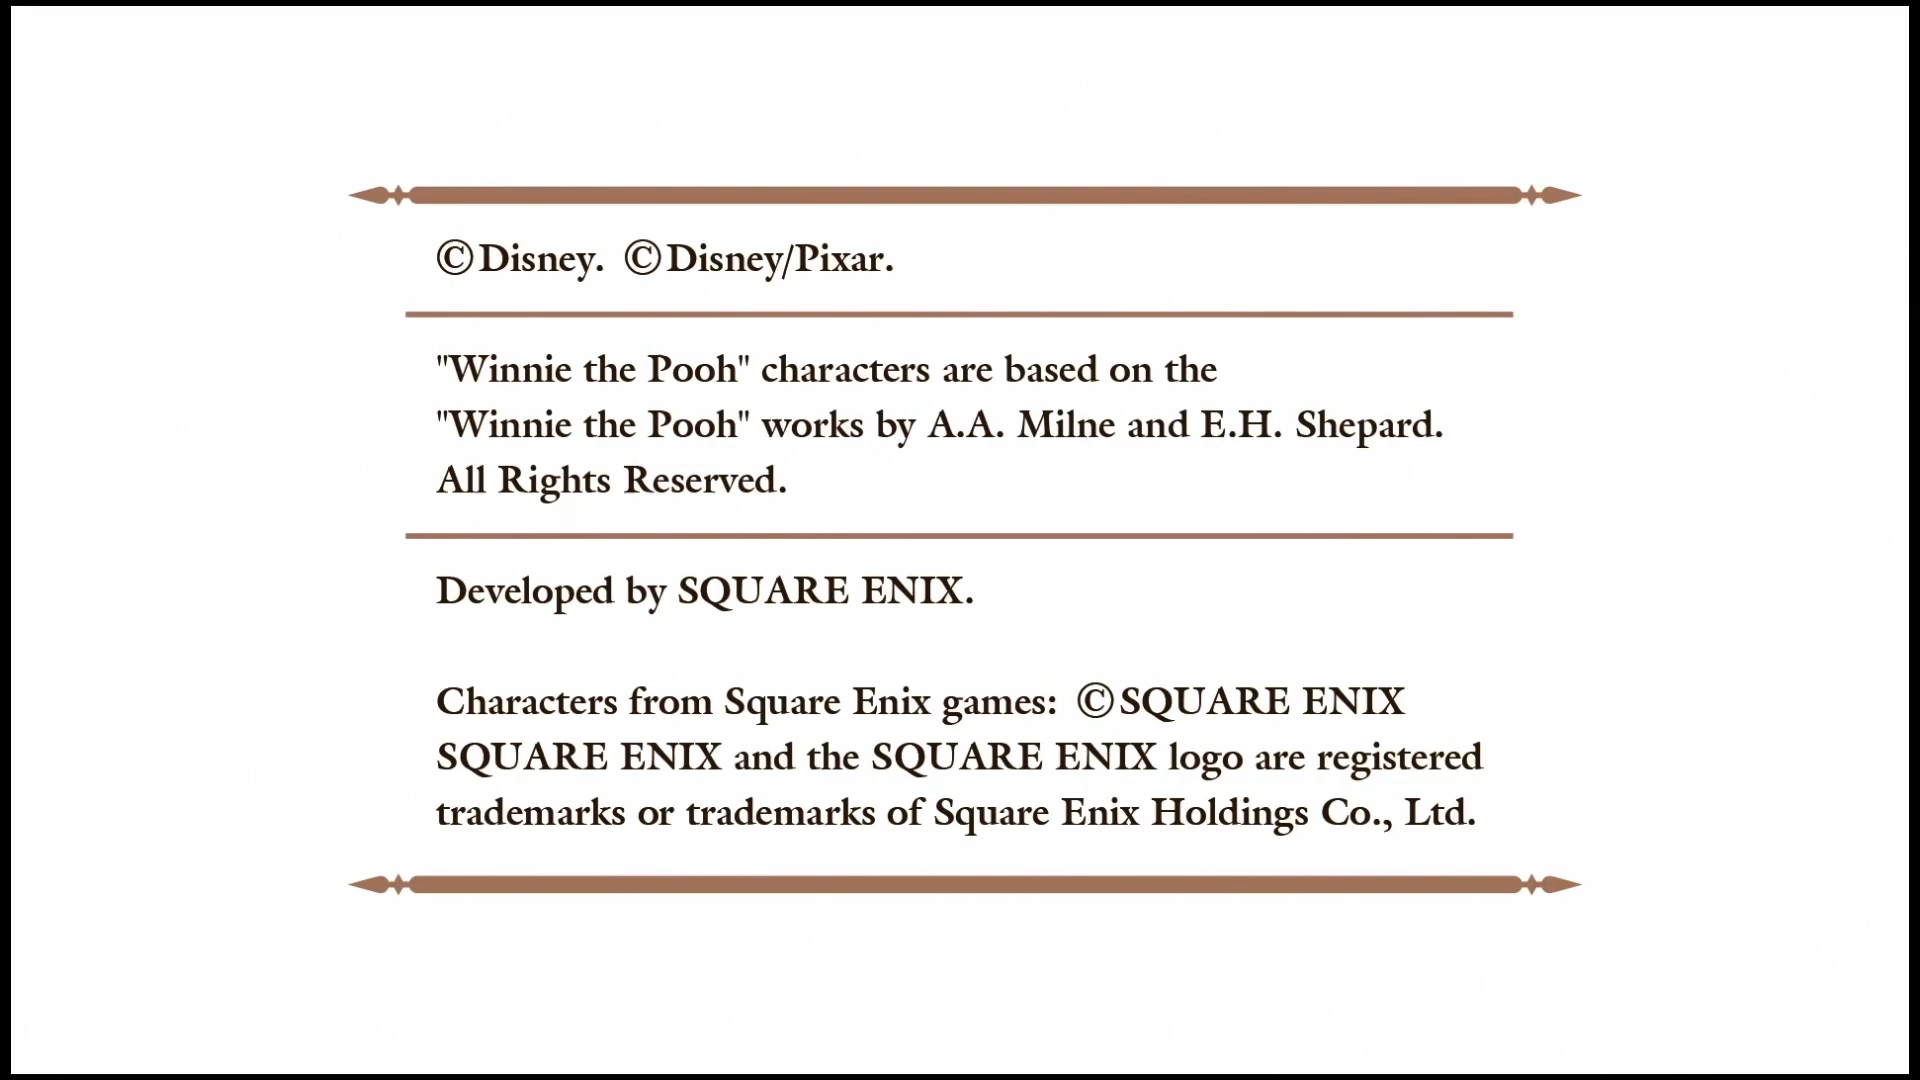 ©Disney. ©Disney/Pixar.
"Winnie the Pooh" characters are based on the
"Winnie the Pooh" works by A.A. Milne and E.H. Shepard.
All Rights Reserved.
Developed by SQUARE ENIX.
Characters from Square Enix games: ©SQUARE ENIX
SQUARE ENIX and the SQUARE ENIX logo are registered
trademarks or trademarks of Square Enix Holdings Co., Ltd.